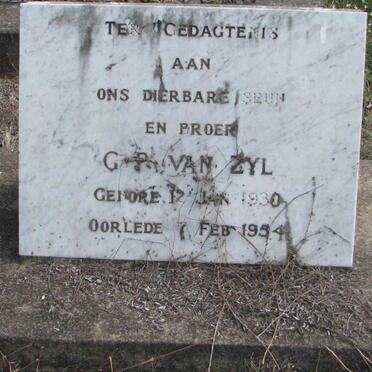 TER GEDAGTENIS
AAN
ONS DIERBARE SEUN
EN BROER
G. P. VAN ZYL
GEBORE 12 JAN 1930
OORLEDE 7 FEB 1954